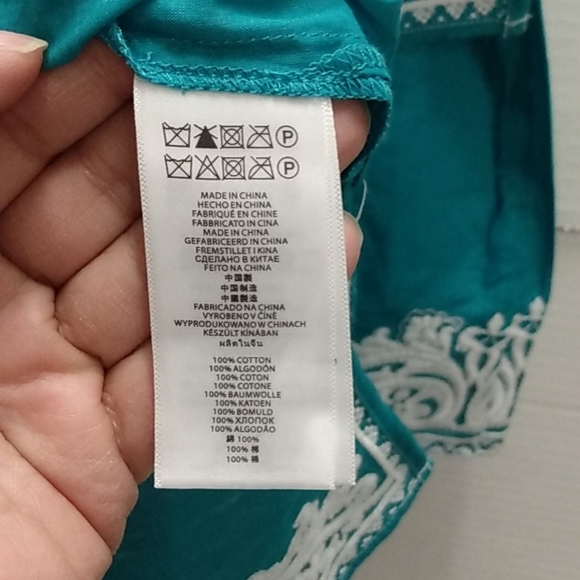 P
P
MADE IN CHINA
HECHO EN CHINA
FABRIQUÉ EN CHINE
FABBRICATO IN CINA
MADE IN CHINA
GEFABRICEERD IN CHINA
FREMSTILLET I KINA
СДЕЛАНО В КИТАЕ
FEITO NA CHINA
中国製
中国制造
中國製造
FABRICADO NA CHINA
VYROBENO V ČÍNĚ
WYPRODUKOWANO W CHINACH
KÉSZÜLT KÍNÁBAN
ผลิตในจีน
100% COTTON
100% ALGODÓN
100% COTON
100% COTONE
100% BAUMWOLLE
100% KATOEN
100% BOMULD
100% ХЛОПОК
100% ALGODÃO
綿 100%
100% 棉
100% 棉